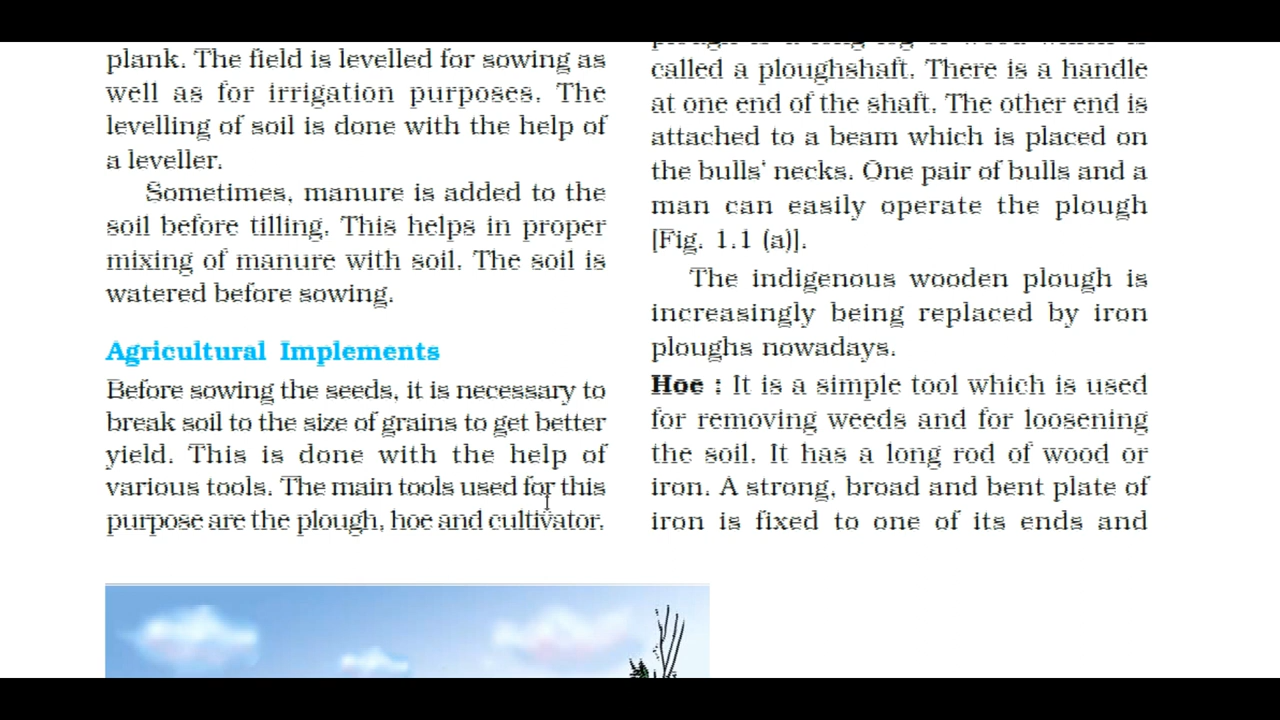 plank. The field is levelled for sowing as
well as for irrigation purposes. The
levelling of soil is done with the help of
a leveller.
Sometimes, manure is added to the
soil before tilling. This helps in proper
mixing of manure with soil. The soil is
watered before sowing.
Agricultural Implements
Before sowing the seeds, it is necessary to
break soil to the size of grains to get better
yield. This is done with the help of
various tools. The main tools used for this
purpose are the plough, hoe and cultivator.
called a ploughshaft. There is a handle
at one end of the shaft. The other end is
attached to a beam which is placed on
the bulls' necks. One pair of bulls and a
man can easily operate the plough
[Fig. 1.1 (a)].
The indigenous wooden plough is
increasingly being replaced by iron
ploughs nowadays.
Hoe : It is a simple tool which is used
for removing weeds and for loosening
the soil. It has a long rod of wood or
iron. A strong, broad and bent plate of
iron is fixed to one of its ends and